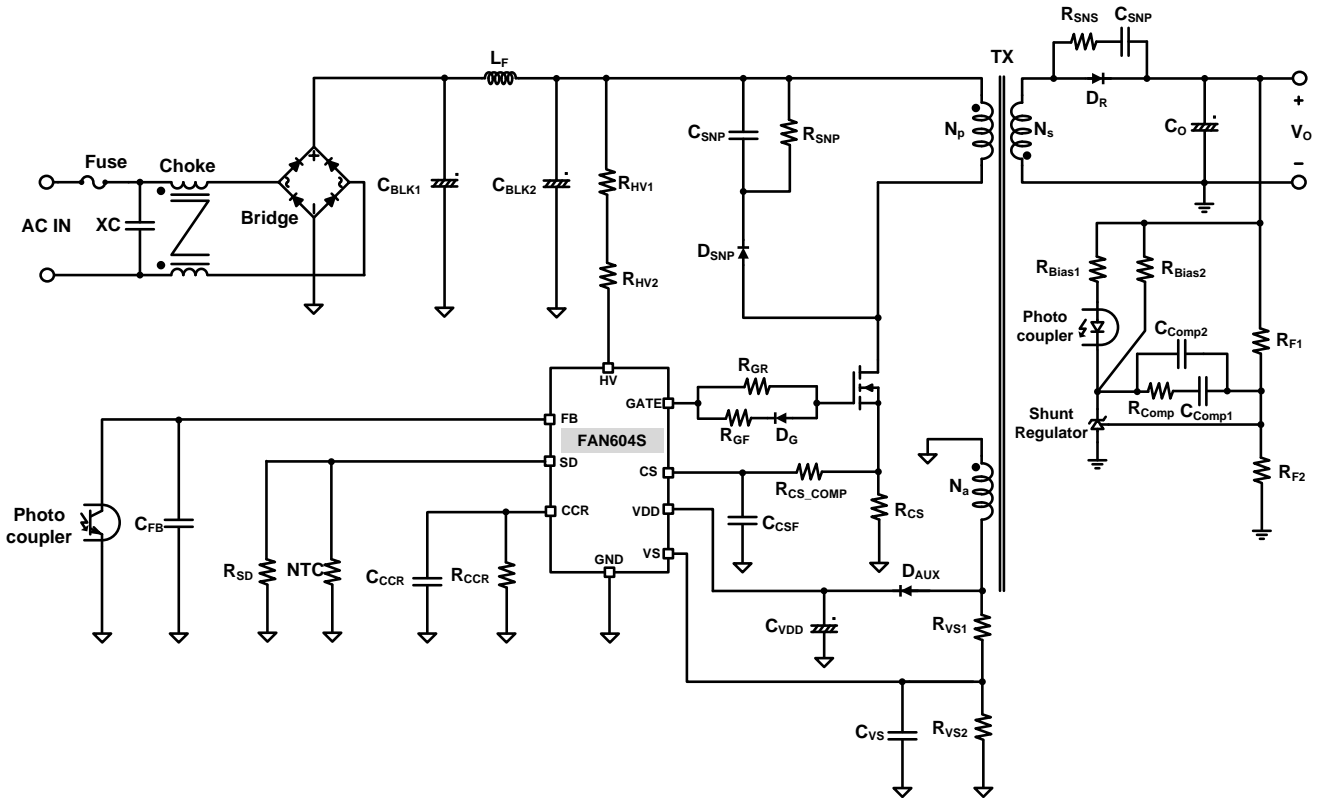 RSNS
CSNP
LF
TX
DR
CSNP
RSNP
Np
Ns
CO
+
VO
−
Fuse
Choke
+
CBLK1
CBLK2
RHV1
AC IN
XC
Bridge
DSNP
RBias1
RBias2
RHV2
Photo
coupler
CComp2
RF1
HV
RGR
GATE
RComp
CComp1
FB
RGF
DG
Shunt
Regulator
FAN604S
SD
CS
RF2
RCS_COMP
Na
VDD
RCS
CCR
Photo
coupler
CFB
CCSF
VS
GND
RSD
NTC
CCCR
RCCR
DAUX
CVDD
RVS1
CVS
RVS2